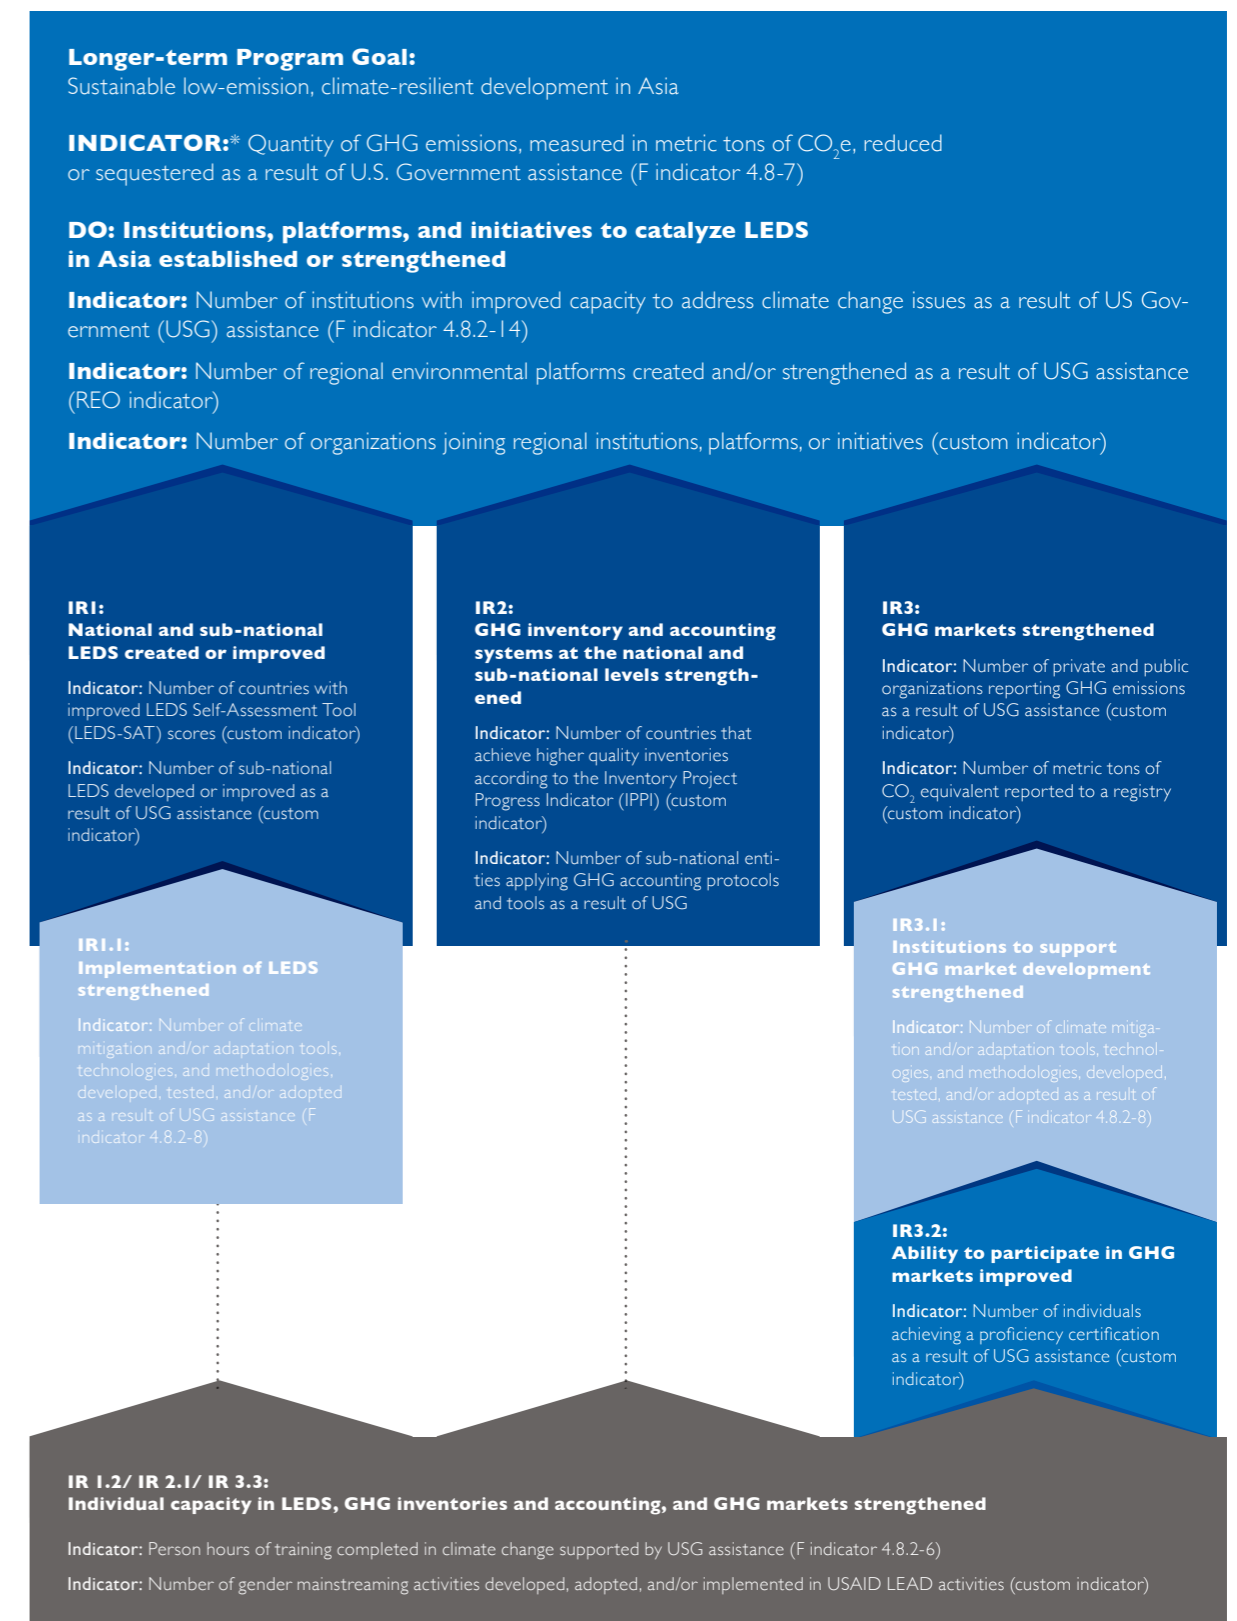 Longer-term Program Goal:
Sustainable low-emission, climate-resilient development in Asia
INDICATOR:* Quantity of GHG emissions, measured in metric tons of CO₂e, reduced
or sequestered as a result of U.S. Government assistance (F indicator 4.8-7)
DO: Institutions, platforms, and initiatives to catalyze LEDS
in Asia established or strengthened
Indicator: Number of institutions with improved capacity to address climate change issues as a result of US Gov-
ernment (USG) assistance (F indicator 4.8.2-14)
Indicator: Number of regional environmental platforms created and/or strengthened as a result of USG assistance
(REO indicator)
Indicator: Number of organizations joining regional institutions, platforms, or initiatives (custom indicator)
IR1:
National and sub-national
LEDS created or improved
Indicator: Number of countries with
improved LEDS Self-Assessment Tool
(LEDS-SAT) scores (custom indicator)
Indicator: Number of sub-national
LEDS developed or improved as a
result of USG assistance (custom
indicator)
IR1.1:
Implementation of LEDS
strengthened
Indicator: Number of climate
mitigation and/or adaptation tools,
technologies, and methodologies,
developed, tested, and/or adopted
as a result of USG assistance (F
indicator 4.8.2-8)
IR2:
GHG inventory and accounting
systems at the national and
sub-national levels strength-
ened
Indicator: Number of countries that
achieve higher quality inventories
according to the Inventory Project
Progress Indicator (IPPI) (custom
indicator)
Indicator: Number of sub-national enti-
ties applying GHG accounting protocols
and tools as a result of USG
IR3:
GHG markets strengthened
Indicator: Number of private and public
organizations reporting GHG emissions
as a result of USG assistance (custom
indicator)
Indicator: Number of metric tons of
CO₂ equivalent reported to a registry
(custom indicator)
IR3.1:
Institutions to support
GHG market development
strengthened
Indicator: Number of climate mitiga-
tion and/or adaptation tools, technol-
ogies, and methodologies, developed,
tested, and/or adopted as a result of
USG assistance (F indicator 4.8.2-8)
IR3.2:
Ability to participate in GHG
markets improved
Indicator: Number of individuals
achieving a proficiency certification
as a result of USG assistance (custom
indicator)
IR 1.2/ IR 2.1/ IR 3.3:
Individual capacity in LEDS, GHG inventories and accounting, and GHG markets strengthened
Indicator: Person hours of training completed in climate change supported by USG assistance (F indicator 4.8.2-6)
Indicator: Number of gender mainstreaming activities developed, adopted, and/or implemented in USAID LEAD activities (custom indicator)